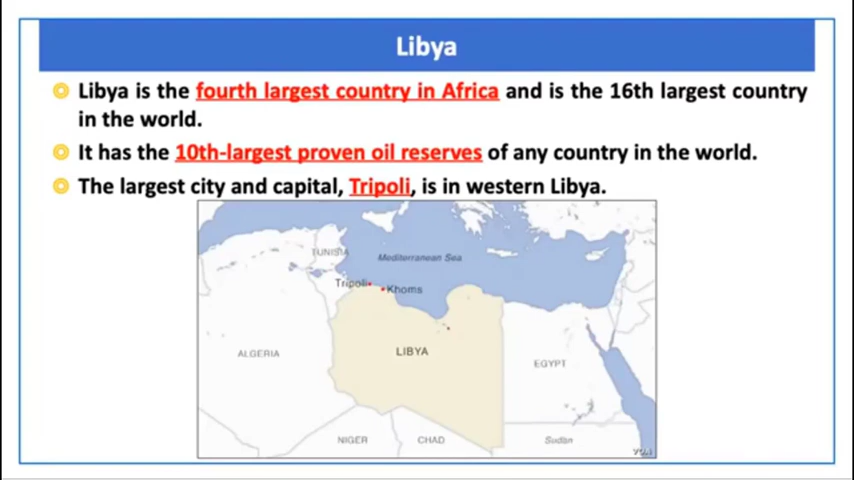 Libya
Libya is the fourth largest country in Africa and is the 16th largest country
in the world.
It has the 10th-largest proven oil reserves of any country in the world.
The largest city and capital, Tripoli, is in western Libya.
TUNISIA
Mediterranean Sea
Tripoli
Khoms
ALGERIA
LIBYA
EGYPT
NIGER
CHAD
Sudan
VOA